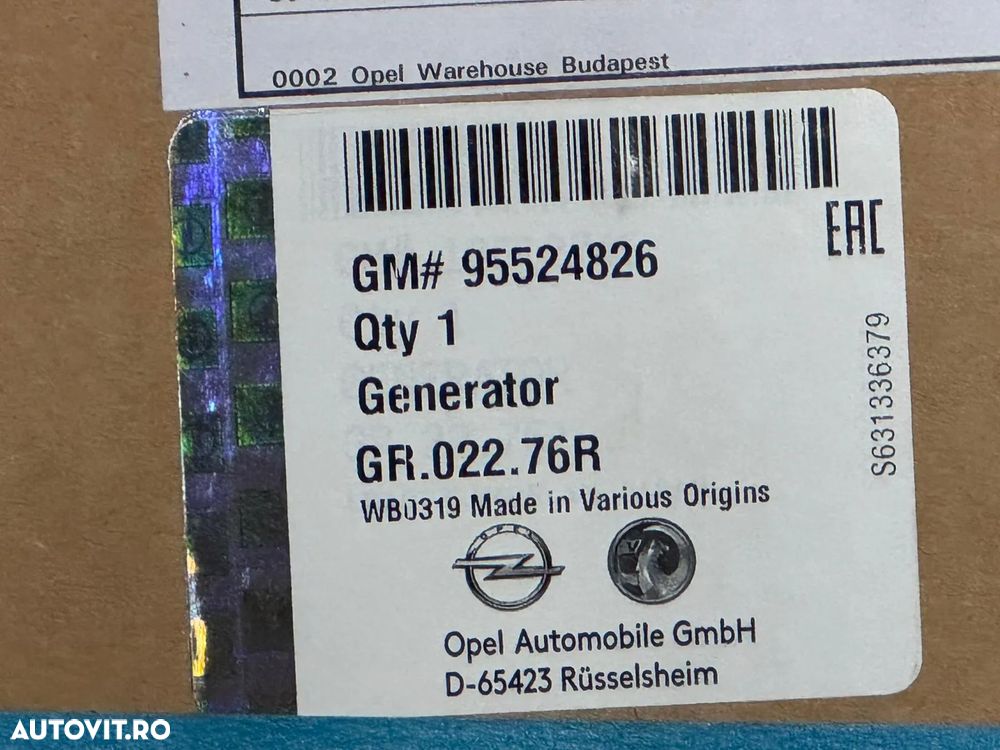 0002 Opel Warehouse Budapest
GM# 95524826
EAC
Qty 1
Generator
GR.022.76R
S631336379
WB0319 Made in Various Origins
OPEL
Opel Automobile GmbH
D-65423 Rüsselsheim
AUTOVIT.RO